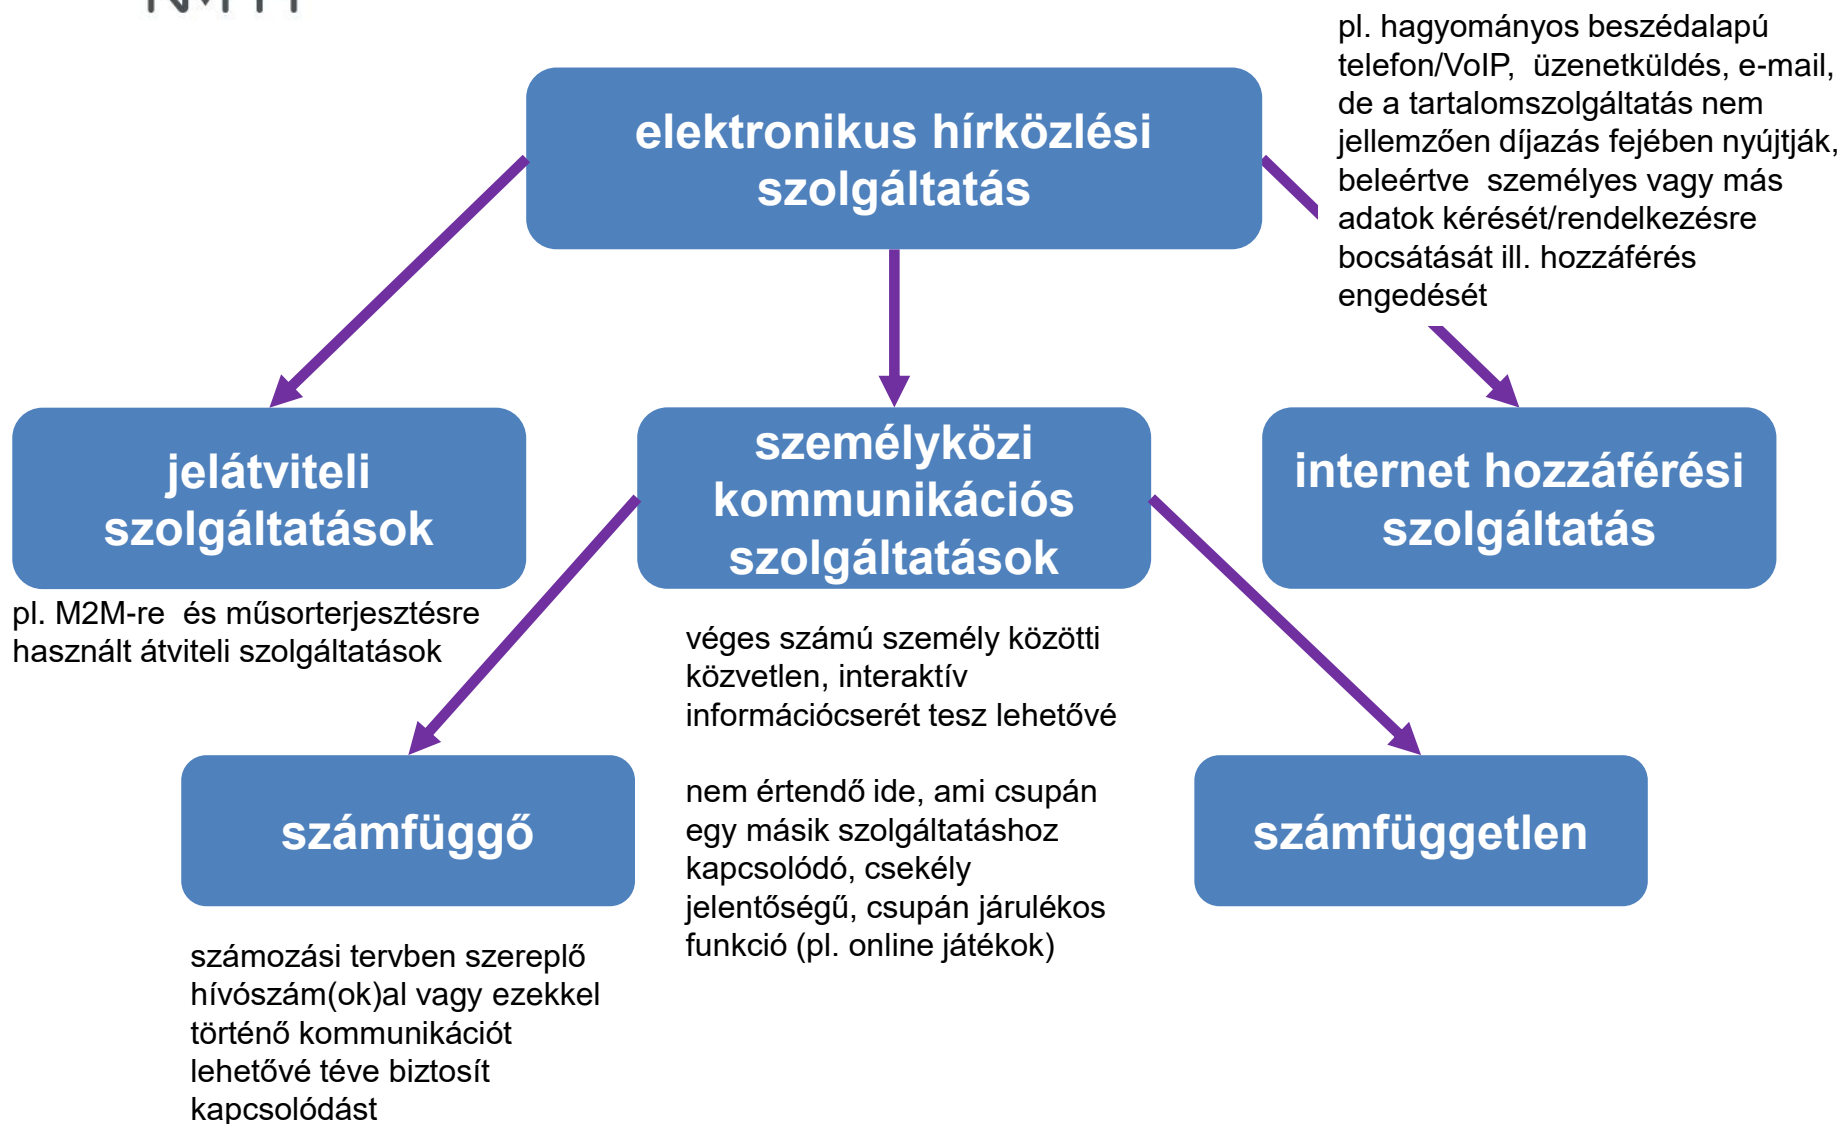 pl. hagyományos beszédalapú
telefon/VoIP, üzenetküldés, e-mail,
de a tartalomszolgáltatás nem
jellemzően díjazás fejében nyújtják,
beleértve személyes vagy más
adatok kérését/rendelkezésre
bocsátását ill. hozzáférés
engedését
elektronikus hírközlési
szolgáltatás
jelátviteli
szolgáltatások
pl. M2M-re és műsorterjesztésre
használt átviteli szolgáltatások
személyközi
kommunikációs
szolgáltatások
internet hozzáférési
szolgáltatás
véges számú személy közötti
közvetlen, interaktív
információcserét tesz lehetővé
nem értendő ide, ami csupán
egy másik szolgáltatáshoz
kapcsolódó, csekély
jelentőségű, csupán járulékos
funkció (pl. online játékok)
számfüggő
számozási tervben szereplő
hívószám(ok)al vagy ezekkel
történő kommunikációt
lehetővé téve biztosít
kapcsolódást
számfüggetlen